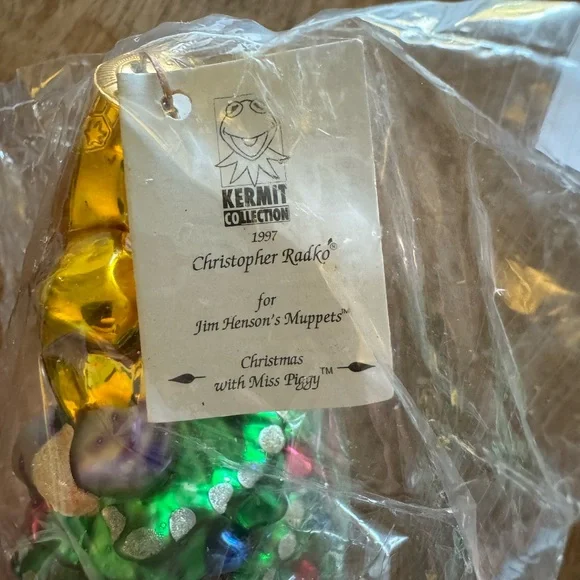 KERMiT
COLLECTION
1997
Christopher Radko®
for
Jim Henson's Muppets™
Christmas
with Miss Piggy™